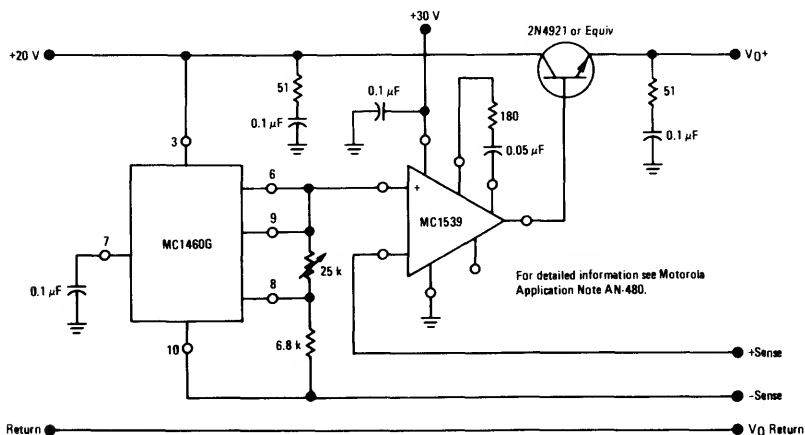 +30 V
2N4921 or Equiv
+20 V
VO+
51
0.1 µF
0.1 µF
180
0.05 µF
51
0.1 µF
3
6
+
MC1539
7
MC1460G
9
25 k
0.1 µF
8
For detailed information see Motorola
Application Note AN-480.
10
6.8 k
+Sense
-Sense
Return
VO Return